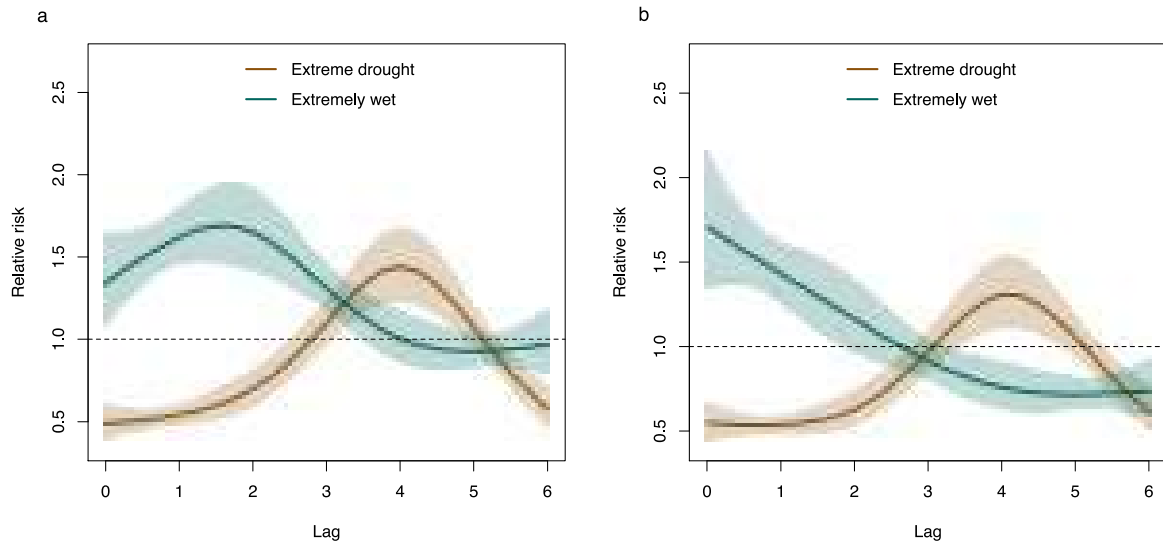 a
Extreme drought
Extremely wet
2.5
2.0
1.5
1.0
0.5
Relative risk
0 1 2 3 4 5 6
Lag
b
Extreme drought
Extremely wet
2.5
2.0
1.5
1.0
0.5
Relative risk
0 1 2 3 4 5 6
Lag